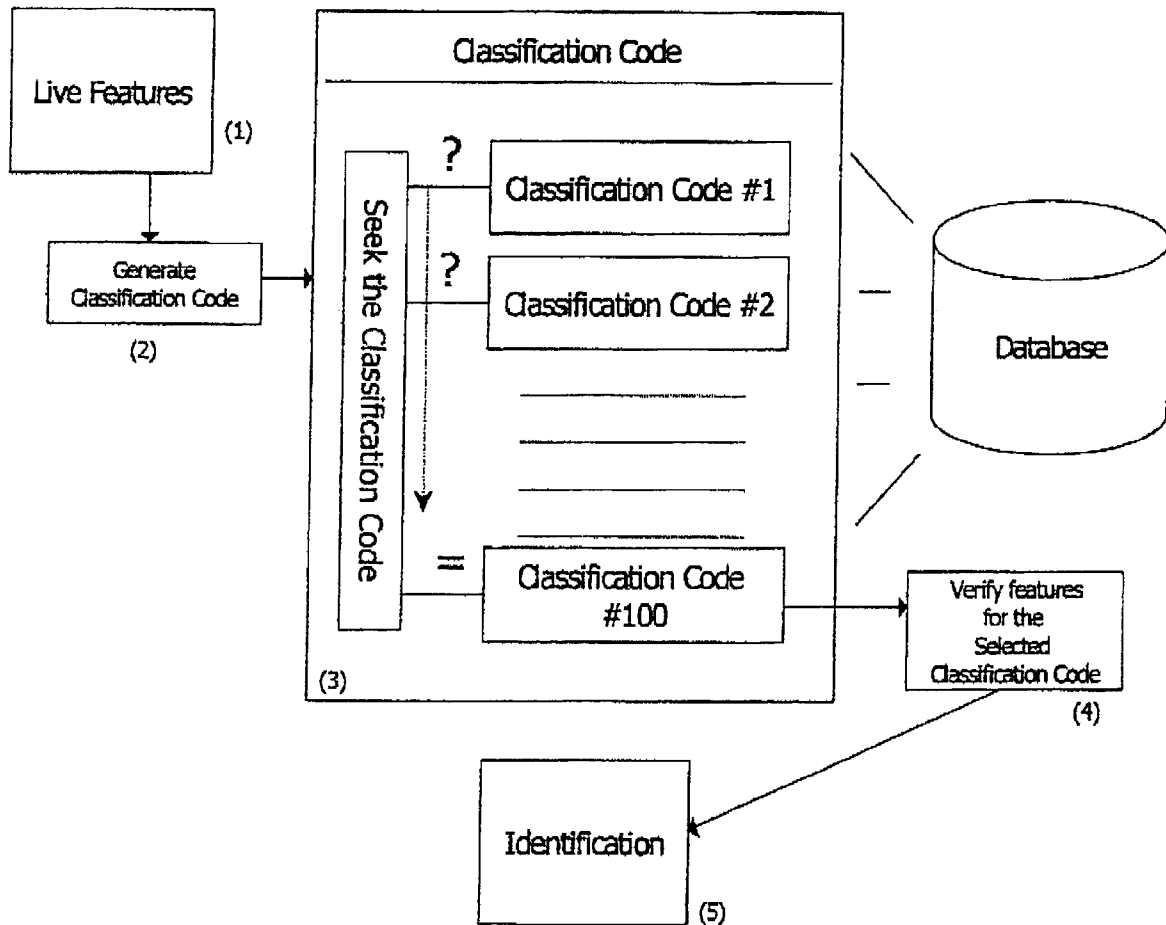 Live Features
(1)
Generate
Classification Code
(2)
Classification Code
Seek the Classification Code
?
Classification Code #1
?
Classification Code #2
=
Classification Code
#100
(3)
Database
Verify features
for the
Selected
Classification Code
(4)
Identification
(5)